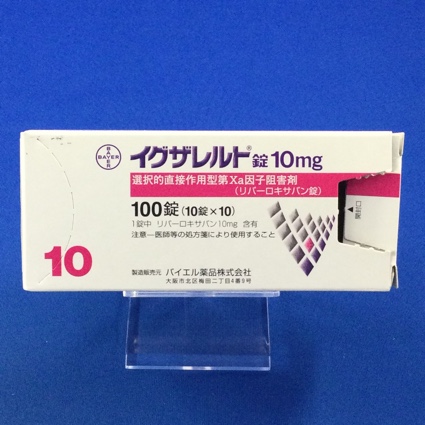 BAYER
BAYER
イグザレルト® 錠 10mg
選択的直接作用型第Xa因子阻害剤
(リバーロキサバン錠)
100錠(10錠×10)
1錠中 リバーロキサバン10mg 含有
注意―医師等の処方箋により使用すること
10
製造販売元 バイエル薬品株式会社
大阪市北区梅田二丁目4番9号
開封口